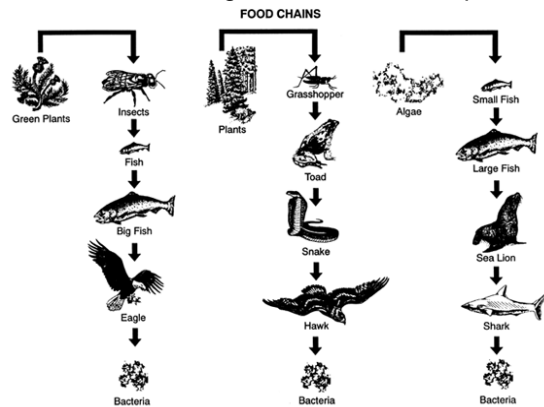 FOOD CHAINS
Green Plants
Insects
Fish
Big Fish
Eagle
Bacteria
Plants
Grasshopper
Toad
Snake
Hawk
Bacteria
Algae
Small Fish
Large Fish
Sea Lion
Shark
Bacteria